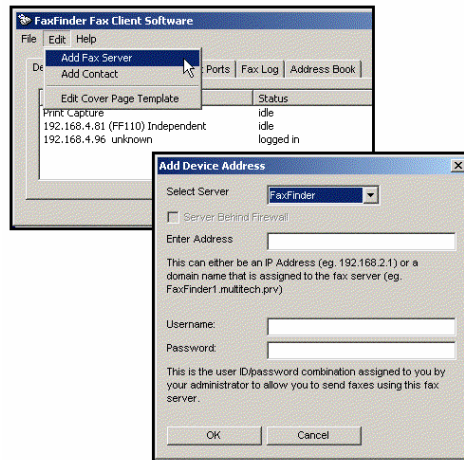 FaxFinder Fax Client Software
File Edit Help
Add Fax Server
Add Contact
Edit Cover Page Template
Ports Fax Log Address Book
Status
Print Capture idle
192.168.4.81 (FF110) Independent idle
192.168.4.96 unknown logged in
Add Device Address
Select Server FaxFinder
Server Behind Firewall
Enter Address
This can either be an IP Address (eg. 192.168.2.1) or a
domain name that is assigned to the fax server (eg.
FaxFinder1.multitech.prv)
Username:
Password:
This is the user ID/password combination assigned to you by
your administrator to allow you to send faxes using this fax
server.
OK Cancel